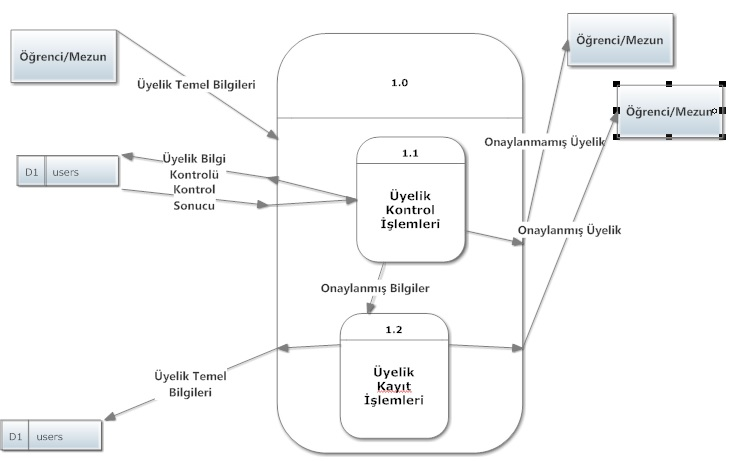 Öğrenci/Mezun
Üyelik Temel Bilgileri
1.0
Öğrenci/Mezun
Öğrenci/Mezun
Onaylanmamış Üyelik
D1 users
Üyelik Bilgi
Kontrolü
Kontrol
Sonucu
1.1
Üyelik
Kontrol
İşlemleri
Onaylanmış Üyelik
Onaylanmış Bilgiler
1.2
Üyelik
Kayıt
İşlemleri
Üyelik Temel
Bilgileri
D1 users